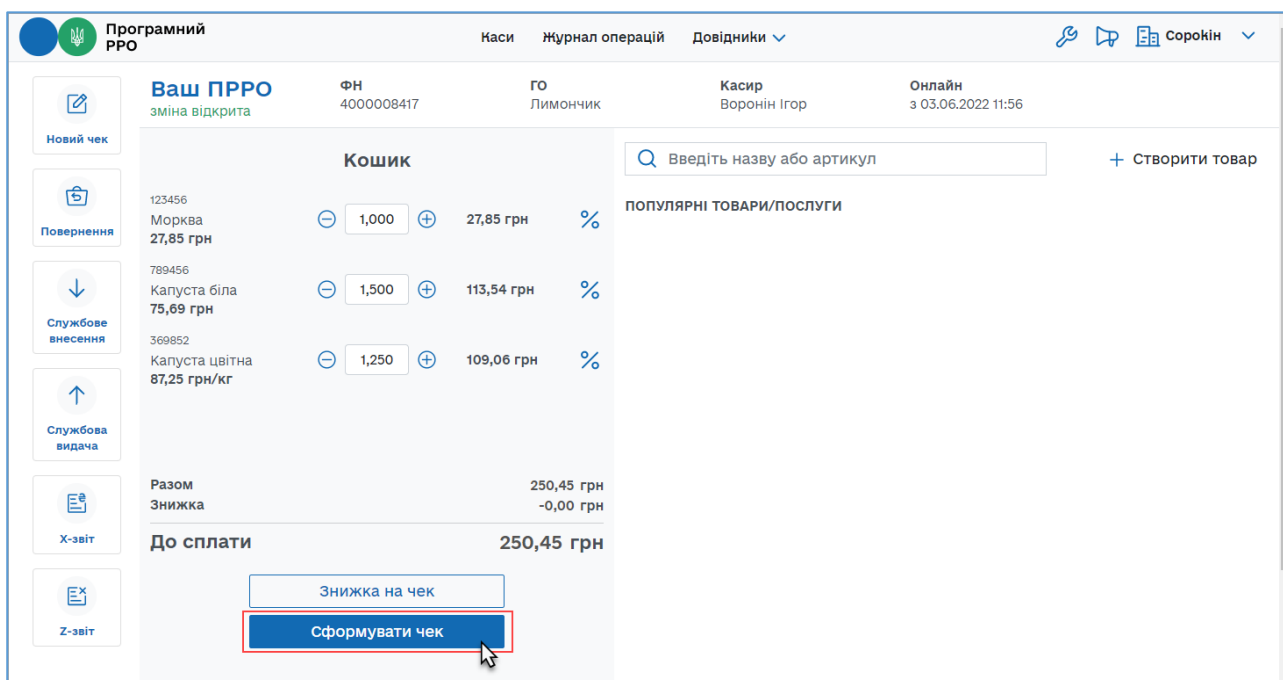 Програмний
РРО
Каси Журнал операцій Довідники
Сорокін
Новий чек
Повернення
Службове
внесення
Службова
видача
X-звіт
Z-звіт
Ваш ПРРО
зміна відкрита
ФН
4000008417
ГО
Лимончик
Касир
Воронін Ігор
Онлайн
з 03.06.2022 11:56
Кошик
123456
Морква
27,85 грн
1,000
27,85 грн
%
789456
Капуста біла
75,69 грн
1,500
113,54 грн
%
369852
Капуста цвітна
87,25 грн/кг
1,250
109,06 грн
%
Разом 250,45 грн
Знижка -0,00 грн
До сплати 250,45 грн
Знижка на чек
Сформувати чек
Введіть назву або артикул
+ Створити товар
ПОПУЛЯРНІ ТОВАРИ/ПОСЛУГИ